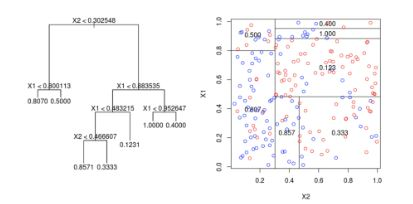 X2 < 0.302548
X1 < 0.800113
X1 < 0.883535
0.8070 0.5000
X1 < 0.483215
X1 < 0.952647
X2 < 0.466607
0.1231
1.0000 0.4000
0.8571 0.3333
X1
1.0
0.8
0.6
0.4
0.2
0.0
0.400
1.000
0.500
0.123
0.807
0.857
0.333
0.2
0.4
0.6
0.8
1.0
X2